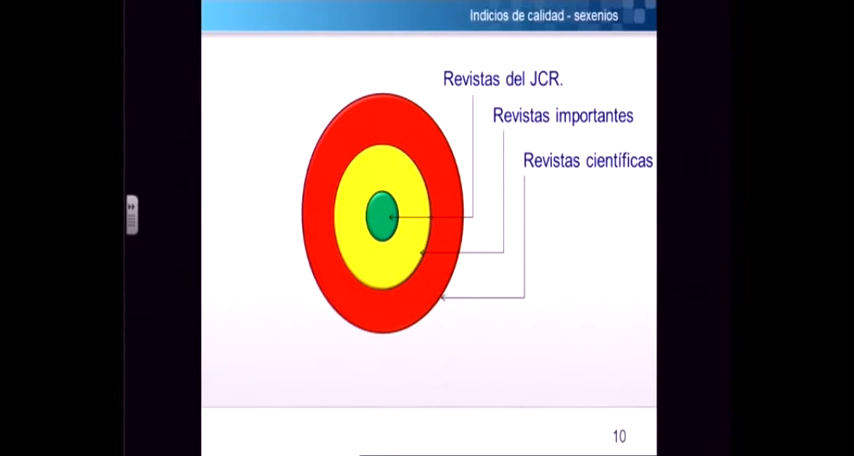 Indicios de calidad - sexenios
Revistas del JCR.
Revistas importantes
Revistas científicas
10